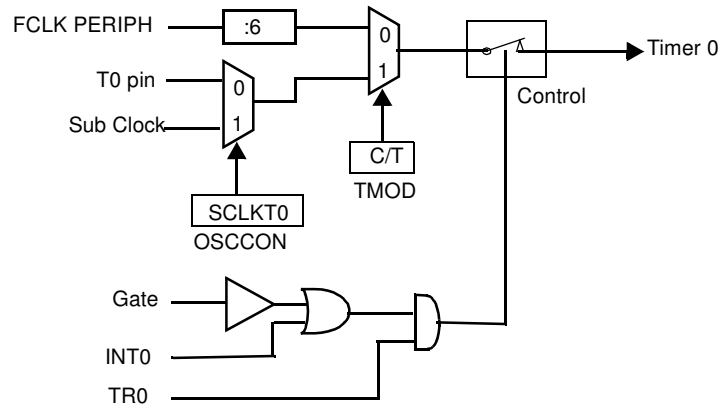 FCLK PERIPH
:6
0
1
Timer 0
T0 pin
0
Sub Clock
1
Control
C/T
TMOD
SCLKT0
OSCCON
Gate
INT0
TR0